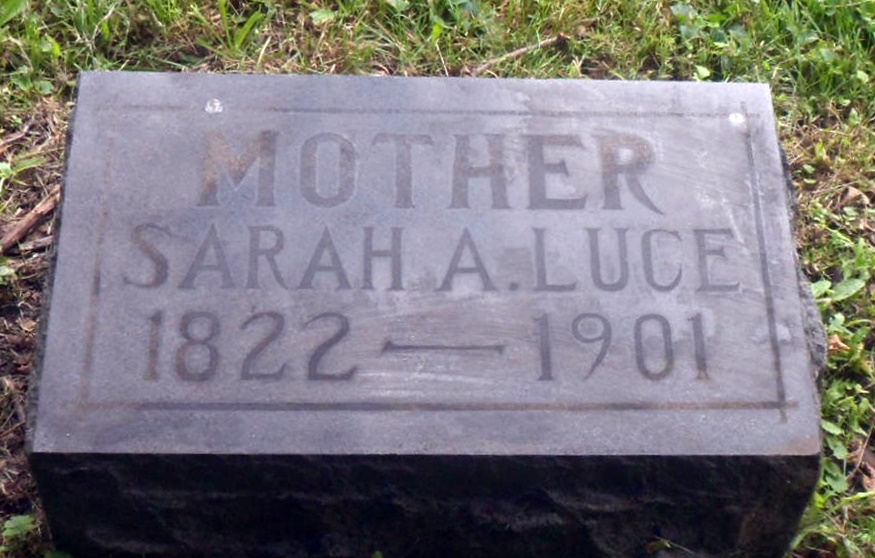 MOTHER
SARAH A. LUCE
1822 — 1901